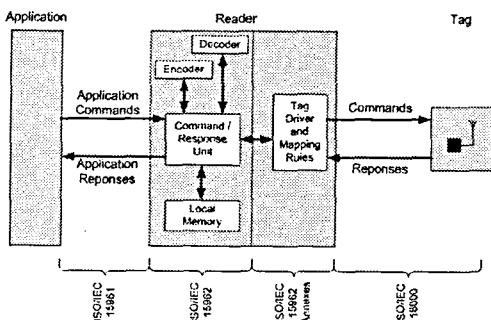 Application
Reader
Tag
Decoder
Encoder
Application
Commands
Command /
Response
Unit
Application
Reponses
Local
Memory
Tag
Driver
and
Mapping
Rules
Commands
Reponses
ISO/IEC
15961
ISO/IEC
15962
ISO/IEC
15962
Annexes
ISO/IEC
18000